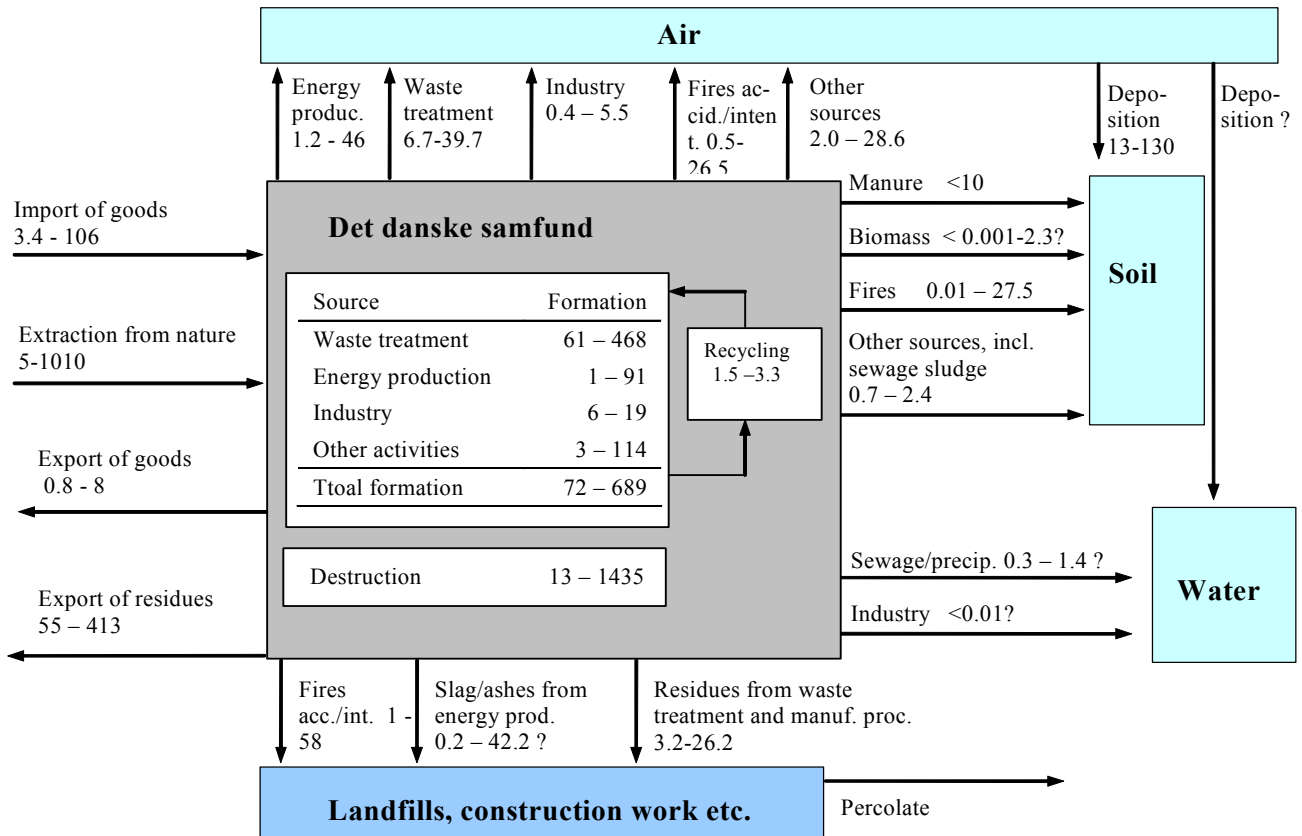 Air
Energy
produc.
1.2 - 46
Waste
treatment
6.7-39.7
Industry
0.4 – 5.5
Fires ac-
cid./inten
t. 0.5-
26.5
Other
sources
2.0 – 28.6
Depo-
sition
13-130
Depo-
sition ?
Import of goods
3.4 - 106
Extraction from nature
5-1010
Export of goods
0.8 - 8
Export of residues
55 – 413
Det danske samfund
Source Formation
Waste treatment 61 – 468
Energy production 1 – 91
Industry 6 – 19
Other activities 3 – 114
Ttoal formation 72 – 689
Recycling
1.5 –3.3
Destruction 13 – 1435
Manure <10
Biomass < 0.001-2.3?
Fires 0.01 – 27.5
Other sources, incl.
sewage sludge
0.7 – 2.4
Soil
Sewage/precip. 0.3 – 1.4 ?
Industry <0.01?
Water
Fires
acc./int. 1 -
58
Slag/ashes from
energy prod.
0.2 – 42.2 ?
Residues from waste
treatment and manuf. proc.
3.2-26.2
Landfills, construction work etc.
Percolate